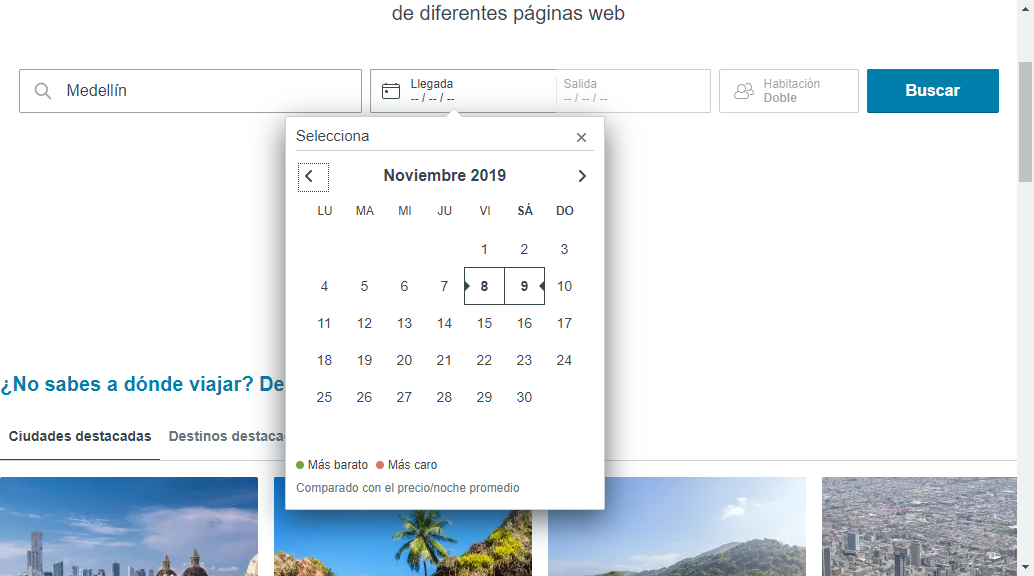 de diferentes páginas web
Medellín
Llegada
-- / -- / --
Salida
-- / -- / --
Habitación
Doble
Buscar
Selecciona
Noviembre 2019
LU MA MI JU VI SÁ DO
1 2 3
4 5 6 7 8 9 10
11 12 13 14 15 16 17
18 19 20 21 22 23 24
25 26 27 28 29 30
Más barato Más caro
Comparado con el precio/noche promedio
¿No sabes a dónde viajar? De
Ciudades destacadas Destinos destaca